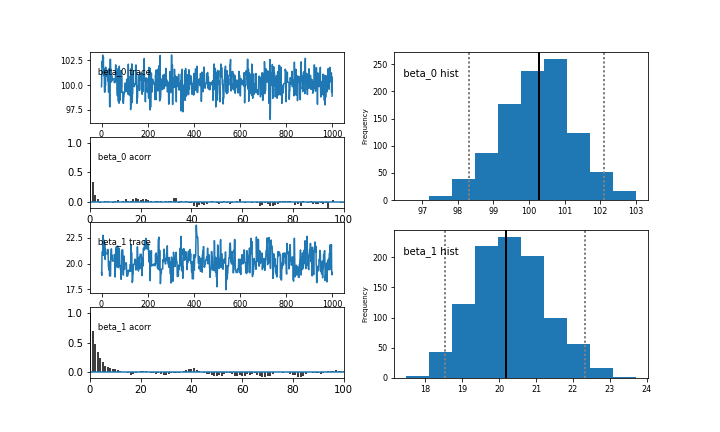 beta_0 trace
102.5
100.0
97.5
0 200 400 600 800 1000
beta_0 acorr
1.0
0.5
0.0
0 20 40 60 80 100
beta_1 trace
22.5
20.0
17.5
0 200 400 600 800 1000
beta_1 acorr
1.0
0.5
0.0
0 20 40 60 80 100
beta_0 hist
Frequency
250
200
150
100
50
0
97 98 99 100 101 102 103
beta_1 hist
Frequency
200
150
100
50
0
18 19 20 21 22 23 24